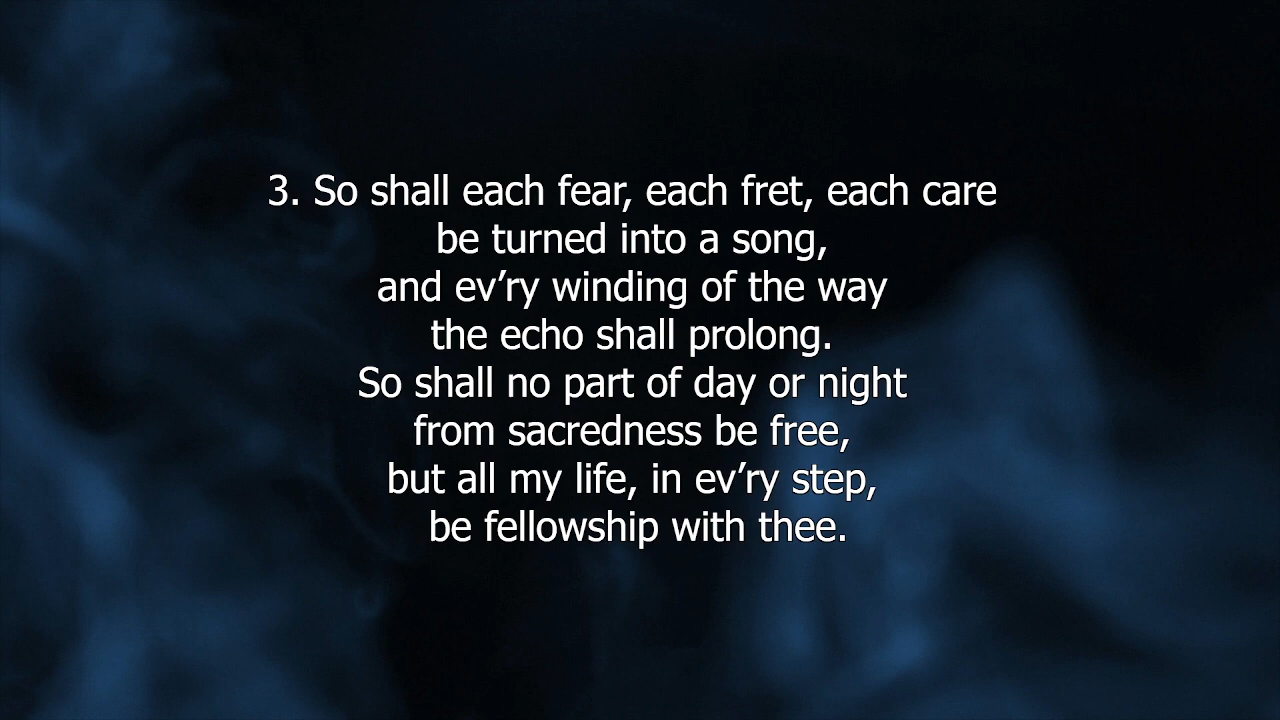 3. So shall each fear, each fret, each care
be turned into a song,
and ev’ry winding of the way
the echo shall prolong.
So shall no part of day or night
from sacredness be free,
but all my life, in ev’ry step,
be fellowship with thee.